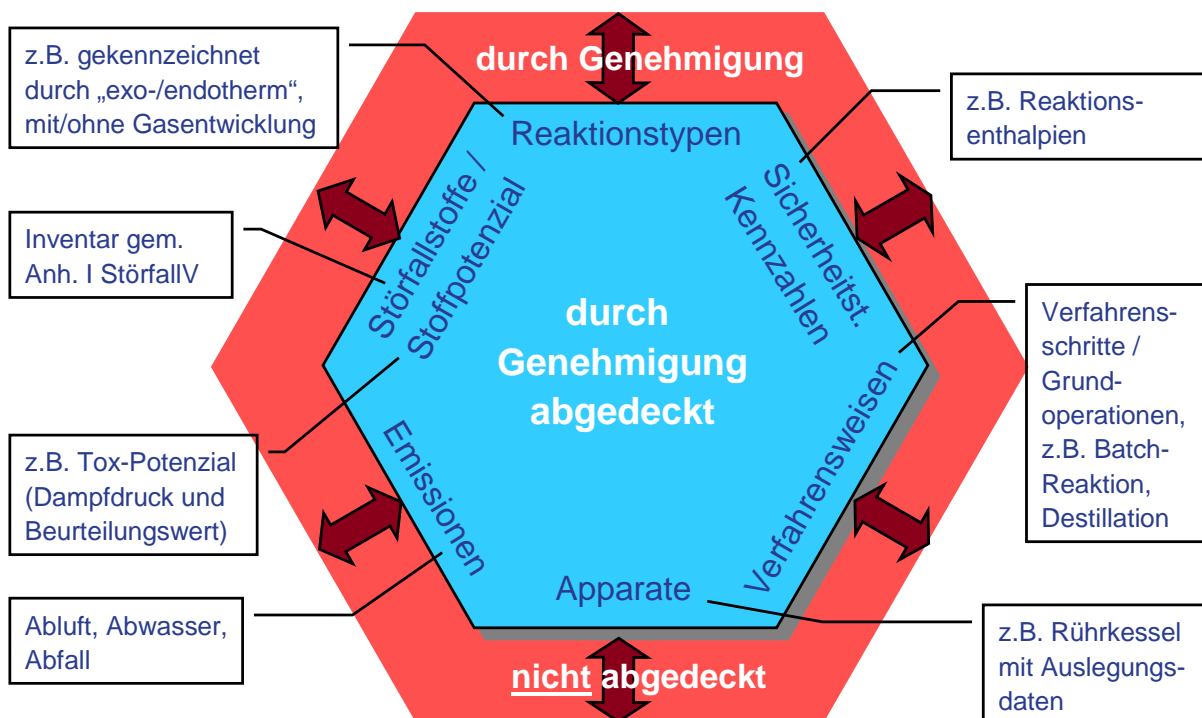 z.B. gekennzeichnet
durch „exo-/endotherm“,
mit/ohne Gasentwicklung
durch Genehmigung
z.B. Reaktions-
enthalpien
Reaktionstypen
Sicherheitst.
Kennzahlen
Störfallstoffe /
Stoffpotenzial
Inventar gem.
Anh. I StörfallV
durch
Genehmigung
abgedeckt
Verfahrens-
schritte /
Grund-
operationen,
z.B. Batch-
Reaktion,
Destillation
z.B. Tox-Potenzial
(Dampfdruck und
Beurteilungswert)
Emissionen
Verfahrensweisen
Apparate
Abluft, Abwasser,
Abfall
nicht abgedeckt
z.B. Rührkessel
mit Auslegungs-
daten